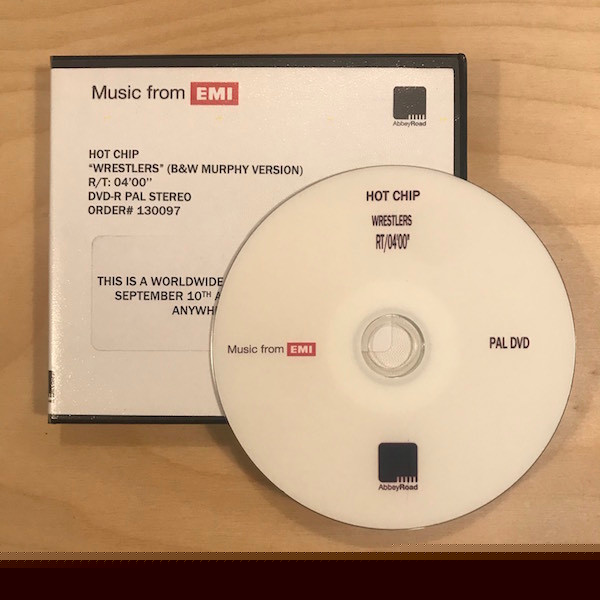 Music from EMI
AbbeyRoad
HOT CHIP
“WRESTLERS” (B&W MURPHY VERSION)
R/T: 04’00’’
DVD-R PAL STEREO
ORDER# 130097
THIS IS A WORLDWIDE
SEPTEMBER 10TH A
ANYWH
HOT CHIP
WRESTLERS
RT/04'00"
Music from EMI
PAL DVD
AbbeyRoad